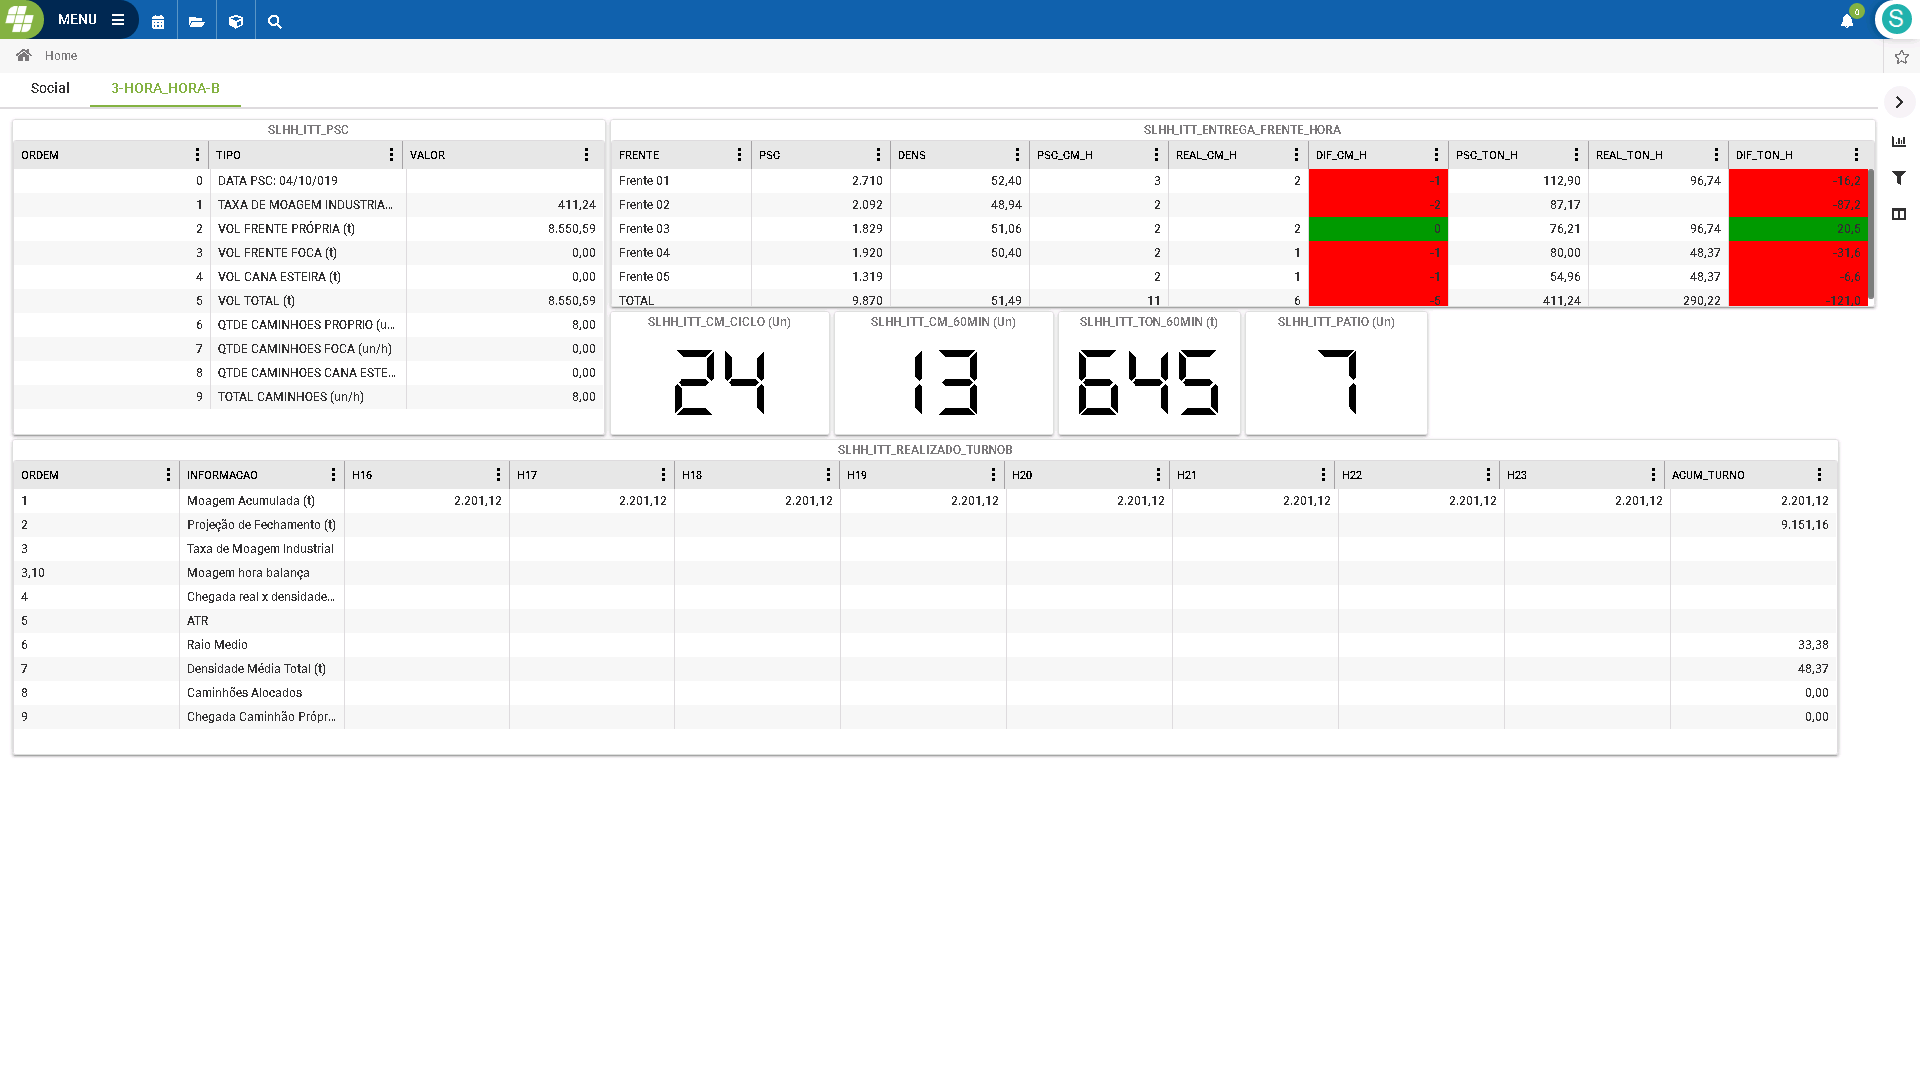 MENU
0
S
Home
Social
3-HORA_HORA-B
SLHH_ITT_PSC
ORDEM TIPO VALOR
0 DATA PSC: 04/10/019
1 TAXA DE MOAGEM INDUSTRIA... 411,24
2 VOL FRENTE PRÓPRIA (t) 8.550,59
3 VOL FRENTE FOCA (t) 0,00
4 VOL CANA ESTEIRA (t) 0,00
5 VOL TOTAL (t) 8.550,59
6 QTDE CAMINHOES PROPRIO (u... 8,00
7 QTDE CAMINHOES FOCA (un/h) 0,00
8 QTDE CAMINHOES CANA ESTE... 0,00
9 TOTAL CAMINHOES (un/h) 8,00
SLHH_ITT_ENTREGA_FRENTE_HORA
FRENTE PSC DENS PSC_CM_H REAL_CM_H DIF_CM_H PSC_TON_H REAL_TON_H DIF_TON_H
Frente 01 2.710 52,40 3 2 -1 112,90 96,74 -16,2
Frente 02 2.092 48,94 2 -2 87,17 -87,2
Frente 03 1.829 51,06 2 2 0 76,21 96,74 20,5
Frente 04 1.920 50,40 2 1 -1 80,00 48,37 -31,6
Frente 05 1.319 2 1 -1 54,96 48,37 -6,6
TOTAL 9.870 51,49 11 6 -5 411,24 290,22 -121,0
SLHH_ITT_CM_CICLO (Un)
24
SLHH_ITT_CM_60MIN (Un)
13
SLHH_ITT_TON_60MIN (t)
645
SLHH_ITT_PATIO (Un)
7
SLHH_ITT_REALIZADO_TURNOB
ORDEM INFORMACAO H16 H17 H18 H19 H20 H21 H22 H23 ACUM_TURNO
1 Moagem Acumulada (t) 2.201,12 2.201,12 2.201,12 2.201,12 2.201,12 2.201,12 2.201,12 2.201,12 2.201,12
2 Projeção de Fechamento (t) 9.151,16
3 Taxa de Moagem Industrial
3,10 Moagem hora balança
4 Chegada real x densidade...
5 ATR
6 Raio Medio 33,38
7 Densidade Média Total (t) 48,37
8 Caminhões Alocados 0,00
9 Chegada Caminhão Própr... 0,00